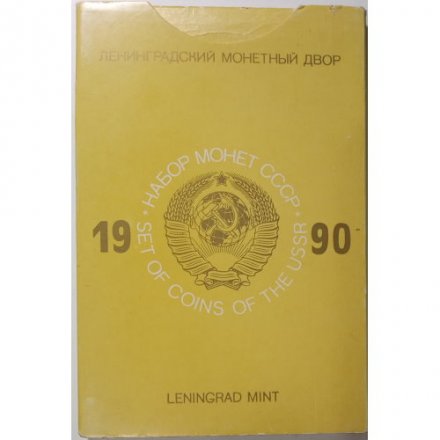 ЛЕНИНГРАДСКИЙ МОНЕТНЫЙ ДВОР
• НАБОР МОНЕТ СССР •
19 90
SET OF COINS OF THE USSR
LENINGRAD MINT